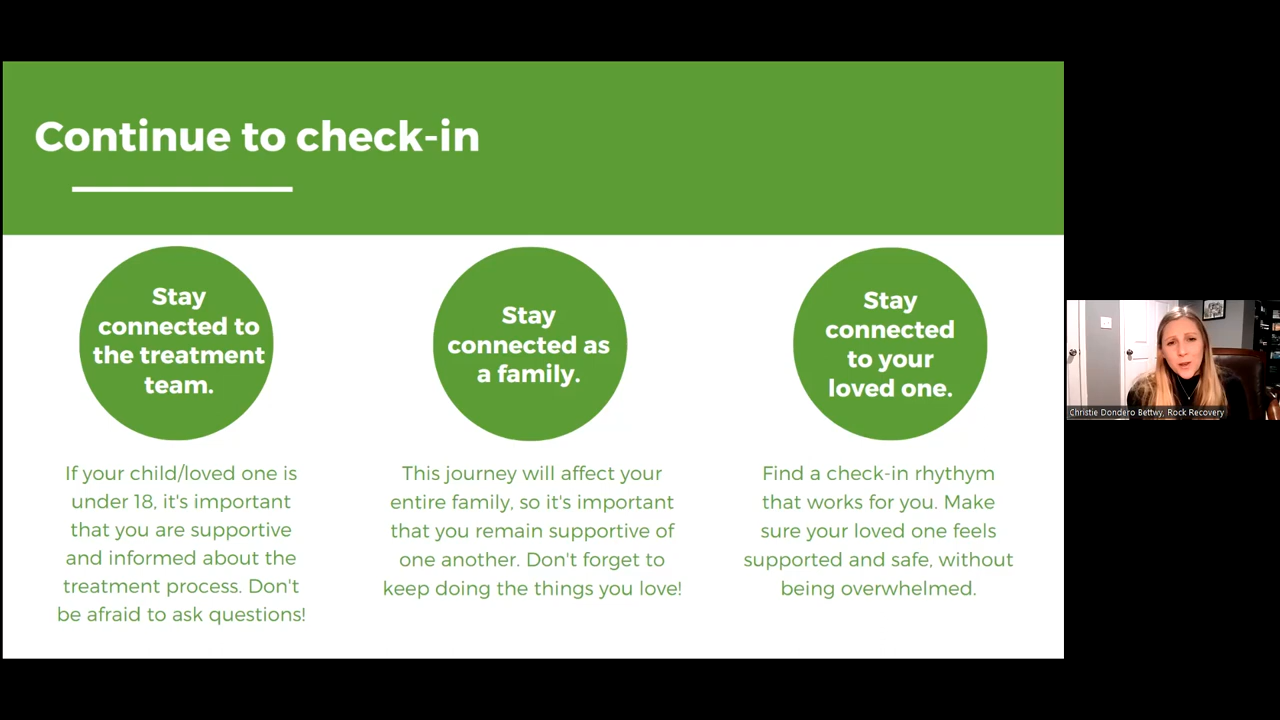 Continue to check-in
Stay
connected to
the treatment
team.
If your child/loved one is
under 18, it's important
that you are supportive
and informed about the
treatment process. Don't
be afraid to ask questions!
Stay
connected as
a family.
This journey will affect your
entire family, so it's important
that you remain supportive of
one another. Don't forget to
keep doing the things you love!
Stay
connected
to your
loved one.
Find a check-in rhythym
that works for you. Make
sure your loved one feels
supported and safe, without
being overwhelmed.
Christie Dondero Bettwy, Rock Recovery